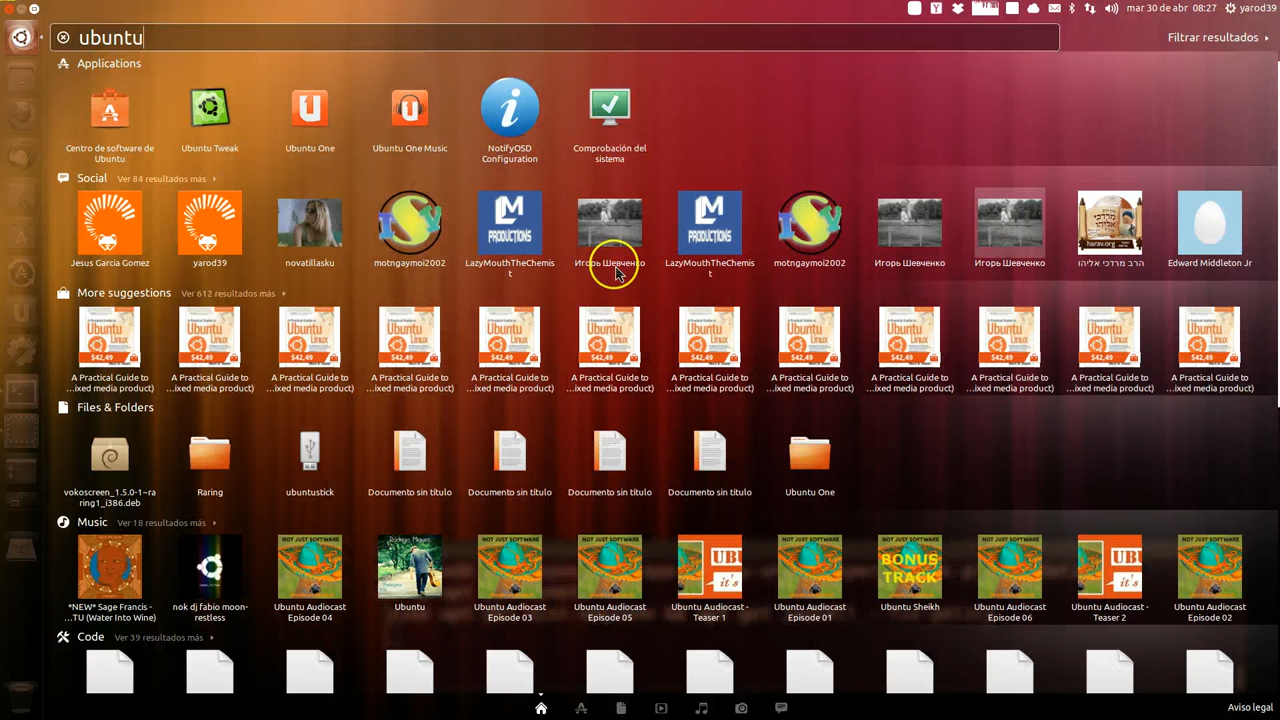 mar 30 de abr 08:27 yarod39
ubuntu
Filtrar resultados
Applications
Centro de software de Ubuntu
Ubuntu Tweak
Ubuntu One
Ubuntu One Music
NotifyOSD Configuration
Comprobación del sistema
Social Ver 84 resultados más
Jesus Garcia Gomez
yarod39
novatillasku
motngaymoi2002
LazyMouthTheChemist
Игорь Шевченко
LazyMouthTheChemist
motngaymoi2002
Игорь Шевченко
Игорь Шевченко
הרב מרדכי אליהו
Edward Middleton Jr
More suggestions Ver 612 resultados más
A Practical Guide to ...ixed media product)
A Practical Guide to ...ixed media product)
A Practical Guide to ...ixed media product)
A Practical Guide to ...ixed media product)
A Practical Guide to ...ixed media product)
A Practical Guide to ...ixed media product)
A Practical Guide to ...ixed media product)
A Practical Guide to ...ixed media product)
A Practical Guide to ...ixed media product)
A Practical Guide to ...ixed media product)
A Practical Guide to ...ixed media product)
A Practical Guide to ...ixed media product)
Files & Folders
vokoscreen_1.5.0-1~raring1_i386.deb
Raring
ubuntustick
Documento sin título
Documento sin título
Documento sin título
Documento sin título
Ubuntu One
Music Ver 18 resultados más
*NEW* Sage Francis - ...TU (Water Into Wine)
nok dj fabio moon-restless
Ubuntu Audiocast Episode 04
Ubuntu
Ubuntu Audiocast Episode 03
Ubuntu Audiocast Episode 05
Ubuntu Audiocast - Teaser 1
Ubuntu Audiocast Episode 01
Ubuntu Sheikh
Ubuntu Audiocast Episode 06
Ubuntu Audiocast - Teaser 2
Ubuntu Audiocast Episode 02
Code Ver 39 resultados más
Aviso legal